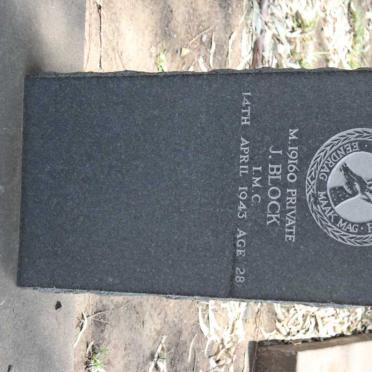 EENDRAG MAAK MAG
M.19160 PRIVATE
J. BLOCK
I.M.C.
14TH APRIL 1943 AGE 28